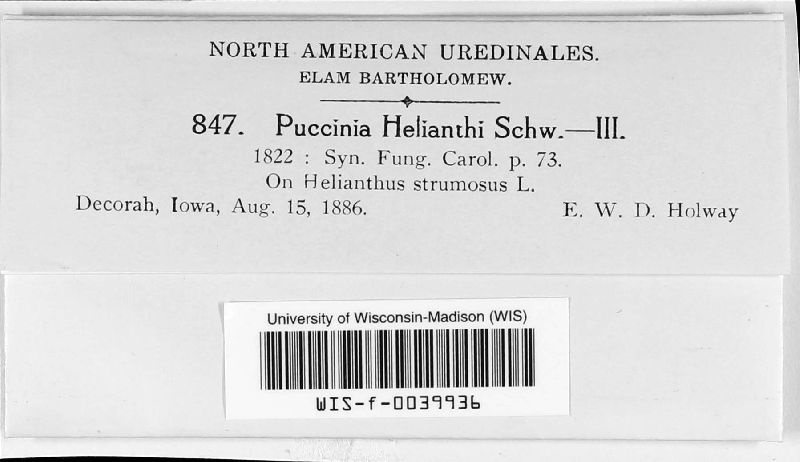 NORTH AMERICAN UREDINALES.
ELAM BARTHOLOMEW.
847. Puccinia Helianthi Schw.—III.
1822 : Syn. Fung. Carol. p. 73.
On Helianthus strumosus L.
Decorah, Iowa, Aug. 15, 1886. E. W. D. Holway
University of Wisconsin-Madison (WIS)
WIS-f-0039936